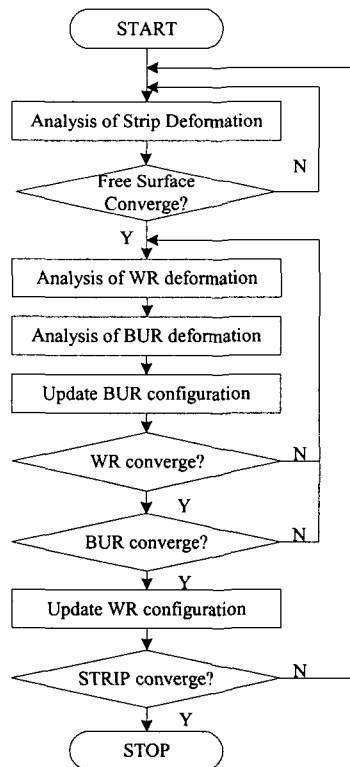 START
Analysis of Strip Deformation
N
Free Surface
Converge?
Y
Analysis of WR deformation
Analysis of BUR deformation
Update BUR configuration
WR converge?
N
Y
BUR converge?
N
Y
Update WR configuration
STRIP converge?
N
Y
STOP